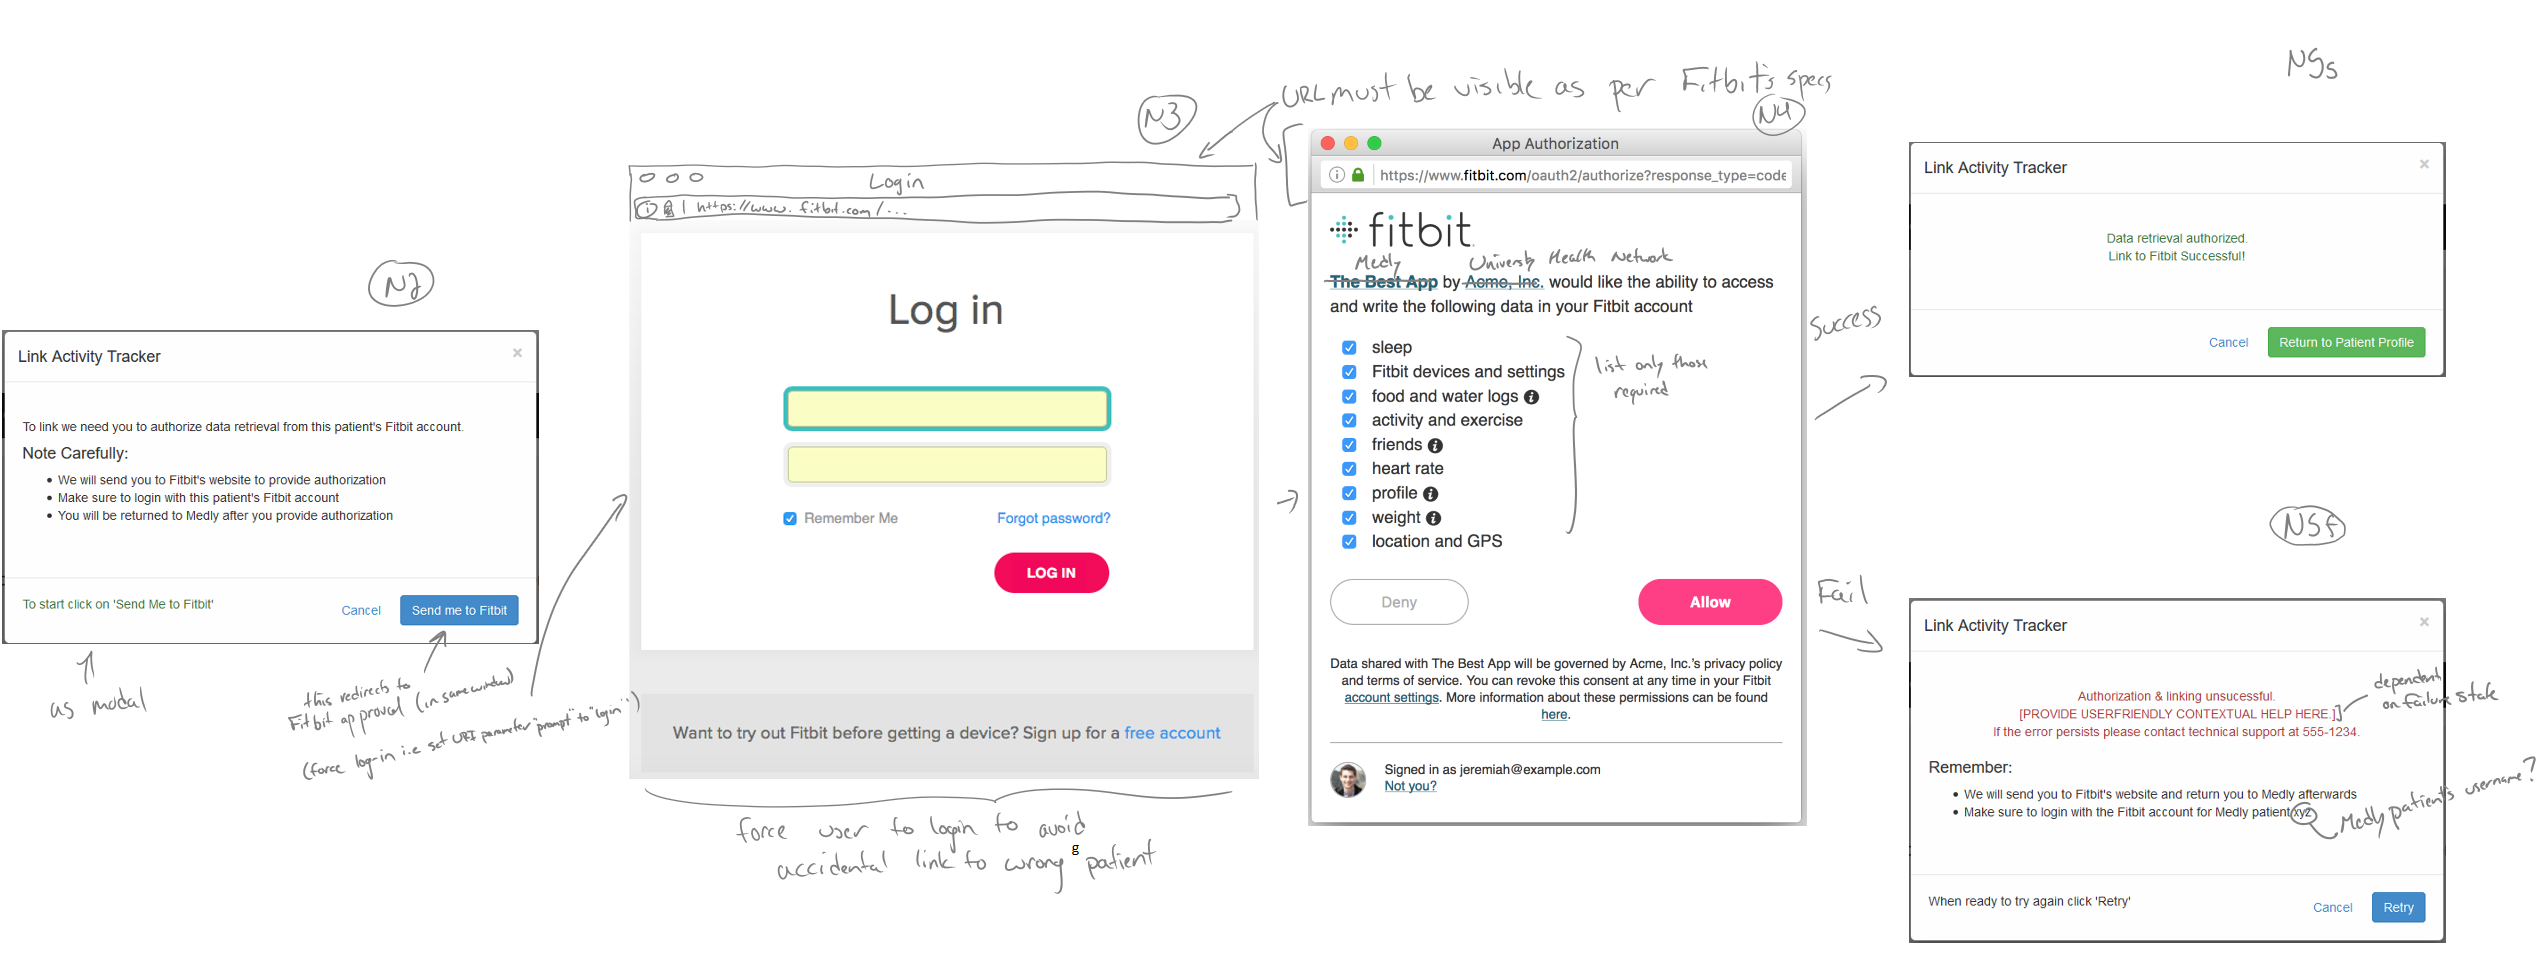 N2
Link Activity Tracker ×
To link we need you to authorize data retrieval from this patient's Fitbit account.
Note Carefully:
• We will send you to Fitbit's website to provide authorization
• Make sure to login with this patient's Fitbit account
• You will be returned to Medly after you provide authorization
To start click on 'Send Me to Fitbit'
Cancel
Send me to Fitbit
as modal
this redirects to
Fitbit approval (in same window)
(force log-in i.e set URI parameter "prompt" to "login")
N3
Login
https://www.fitbit.com/...
Log in
Remember Me
Forgot password?
LOG IN
Want to try out Fitbit before getting a device? Sign up for a free account
force user to login to avoid
accidental link to wrong patient
g
URL must be visible as per Fitbit's specs
N4
App Authorization
https://www.fitbit.com/oauth2/authorize?response_type=code
fitbit
Medly University Health Network
The Best App by Acme, Inc. would like the ability to access
and write the following data in your Fitbit account
sleep
Fitbit devices and settings
food and water logs
activity and exercise
friends
heart rate
profile
weight
location and GPS
list only those
required
Deny
Allow
Data shared with The Best App will be governed by Acme, Inc.'s privacy policy
and terms of service. You can revoke this consent at any time in your Fitbit
account settings. More information about these permissions can be found
here.
Signed in as jeremiah@example.com
Not you?
Success
Fail
N5s
Link Activity Tracker ×
Data retrieval authorized.
Link to Fitbit Successful!
Cancel
Return to Patient Profile
N5f
Link Activity Tracker ×
Authorization & linking unsucessful.
[PROVIDE USERFRIENDLY CONTEXTUAL HELP HERE.]
If the error persists please contact technical support at 555-1234.
dependent
on failure state
Remember:
• We will send you to Fitbit's website and return you to Medly afterwards
• Make sure to login with the Fitbit account for Medly patient xyz
Medly patient's username?
When ready to try again click 'Retry'
Cancel
Retry